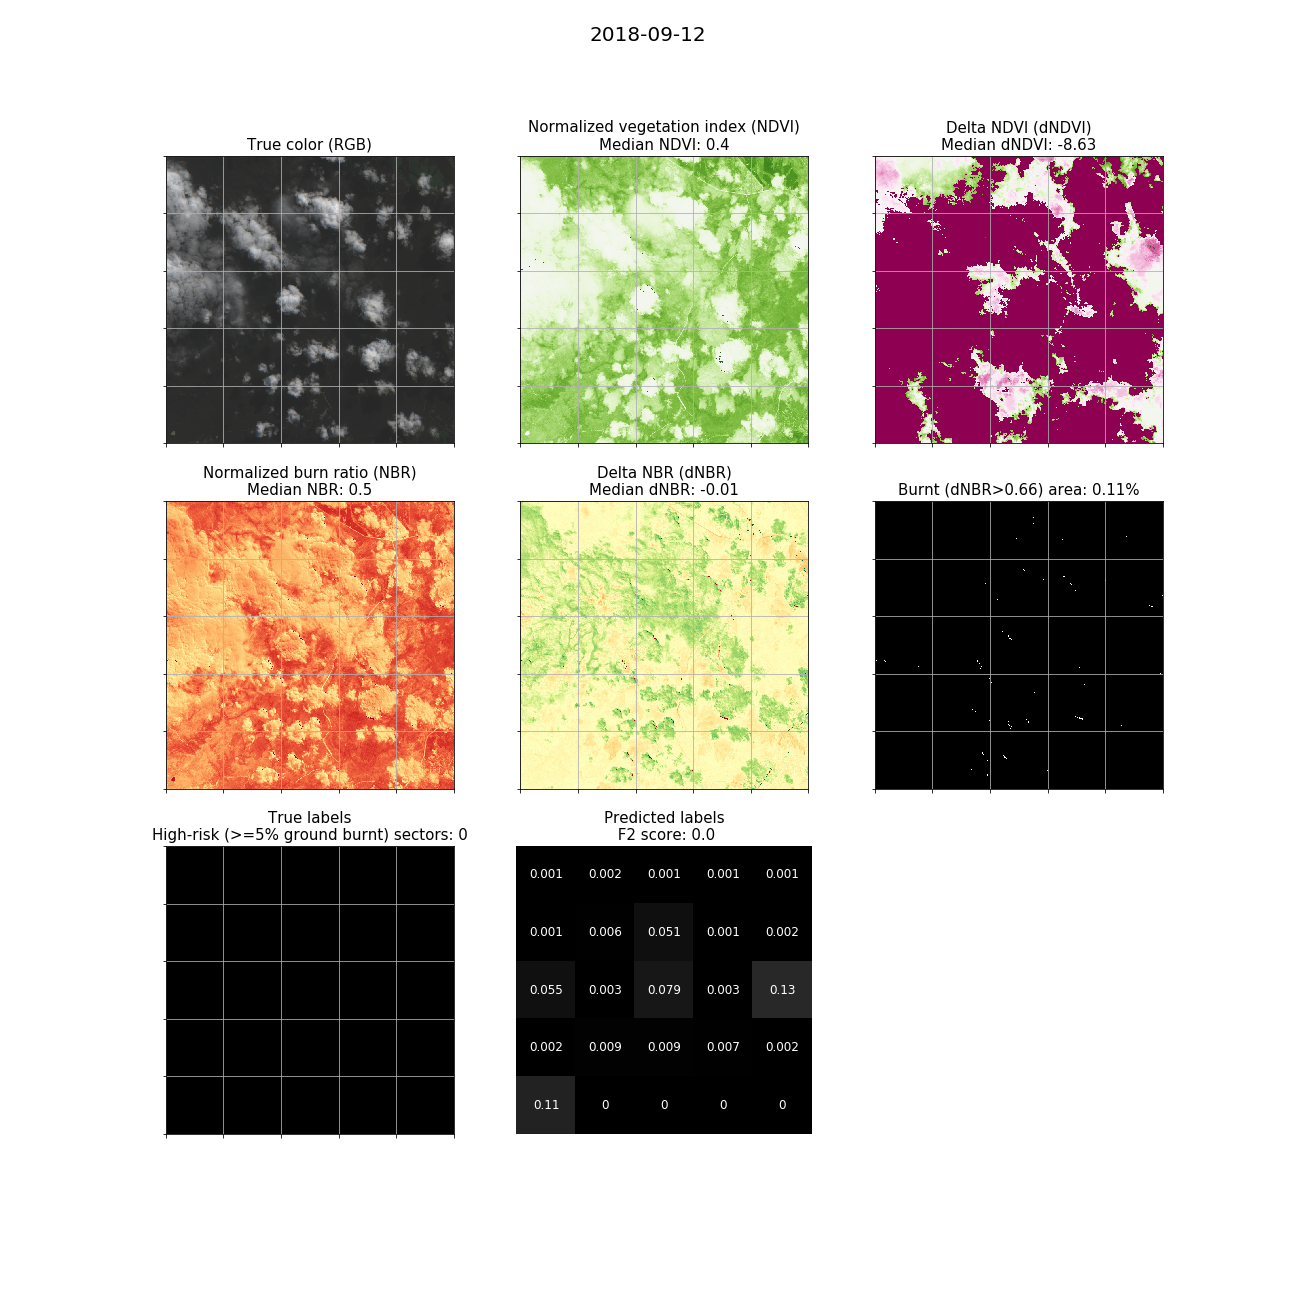 2018-09-12
True color (RGB)
Normalized vegetation index (NDVI)
Median NDVI: 0.4
Delta NDVI (dNDVI)
Median dNDVI: -8.63
Normalized burn ratio (NBR)
Median NBR: 0.5
Delta NBR (dNBR)
Median dNBR: -0.01
Burnt (dNBR>0.66) area: 0.11%
True labels
High-risk (>=5% ground burnt) sectors: 0
Predicted labels
F2 score: 0.0
0.001 0.002 0.001 0.001 0.001
0.001 0.006 0.051 0.001 0.002
0.055 0.003 0.079 0.003 0.13
0.002 0.009 0.009 0.007 0.002
0.11 0 0 0 0